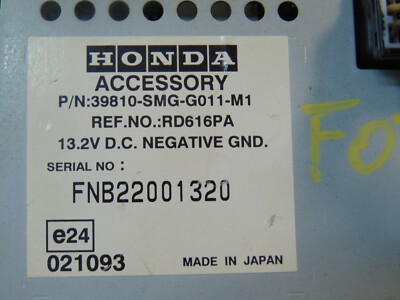 HONDA
ACCESSORY
P/N:39810-SMG-G011-M1
REF.NO.:RD616PA
13.2V D.C. NEGATIVE GND.
SERIAL NO :
FNB22001320
e24
021093 MADE IN JAPAN